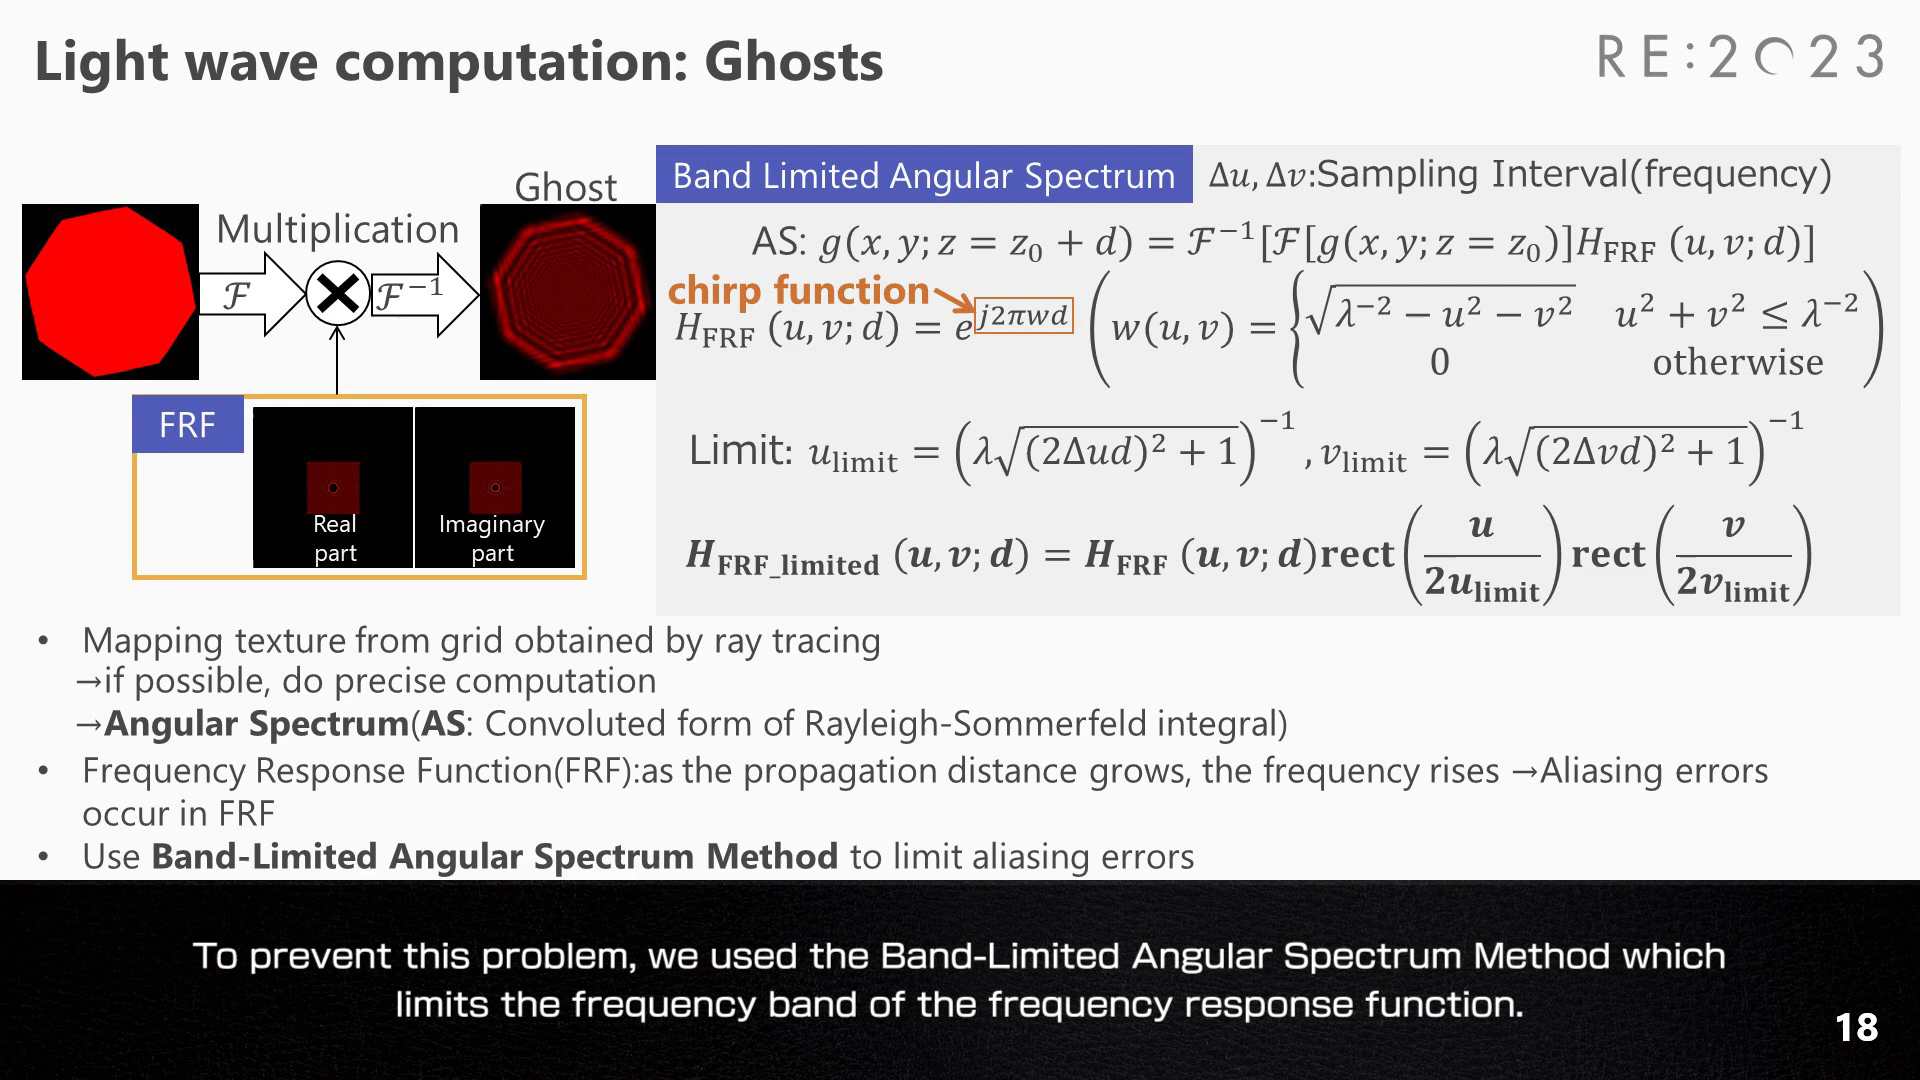 Light wave computation: Ghosts
RE:2023
Ghost
Multiplication
ℱ
ℱ⁻¹
FRF
Real part
Imaginary part
Band Limited Angular Spectrum
Δu, Δv:Sampling Interval(frequency)
AS: g(x, y; z = z₀ + d) = ℱ⁻¹[ℱ[g(x, y; z = z₀)]H_FRF (u, v; d)]
chirp function
H_FRF (u, v; d) = e^{j2πwd} (w(u, v) = { √(λ⁻² − u² − v²) u² + v² ≤ λ⁻²
0 otherwise )
Limit: u_limit = (λ√((2Δud)² + 1))⁻¹, v_limit = (λ√((2Δvd)² + 1))⁻¹
H_FRF_limited (u, v; d) = H_FRF (u, v; d)rect(u / 2u_limit) rect(v / 2v_limit)
• Mapping texture from grid obtained by ray tracing
→if possible, do precise computation
→Angular Spectrum(AS: Convoluted form of Rayleigh-Sommerfeld integral)
• Frequency Response Function(FRF):as the propagation distance grows, the frequency rises →Aliasing errors
occur in FRF
• Use Band-Limited Angular Spectrum Method to limit aliasing errors
To prevent this problem, we used the Band-Limited Angular Spectrum Method which
limits the frequency band of the frequency response function.
18